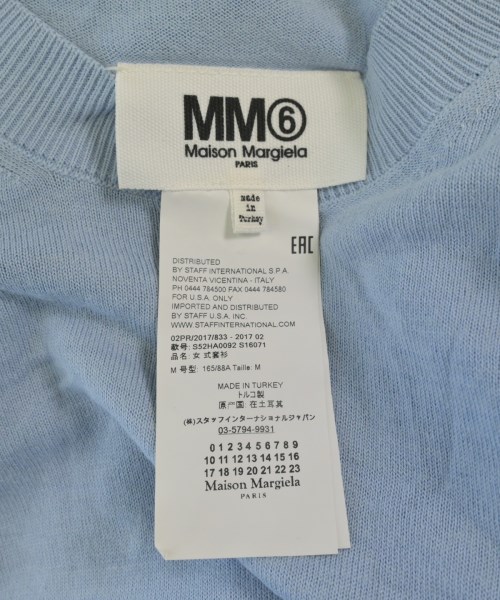 MM⑥
Maison Margiela
PARIS
made
in
Turkay
EAC
DISTRIBUTED
BY STAFF INTERNATIONAL S.P.A.
NOVENTA VICENTINA - ITALY
PH 0444 784500 FAX 0444 784580
FOR U.S.A. ONLY
IMPORTED AND DISTRIBUTED
BY STAFF U.S.A. INC.
WWW.STAFFINTERNATIONAL.COM
02PR/2017/833 - 2017 02
款号: S52HA0092 S16071
品名: 女 式套衫
M 号型: 165/88A Taille: M
MADE IN TURKEY
トルコ製
原产国: 在土耳其
(株)スタッフインターナショナルジャパン
03-5794-9931
0 1 2 3 4 5 6 7 8 9
10 11 12 13 14 15 16
17 18 19 20 21 22 23
Maison Margiela
PARIS